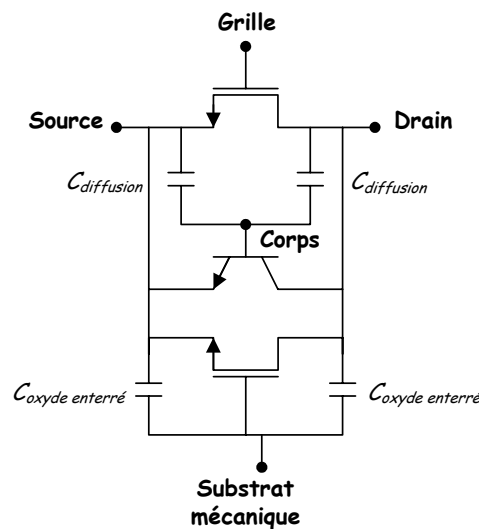 Grille
Source
Drain
Cdiffusion
Cdiffusion
Corps
Coxyde enterré
Coxyde enterré
Substrat
mécanique